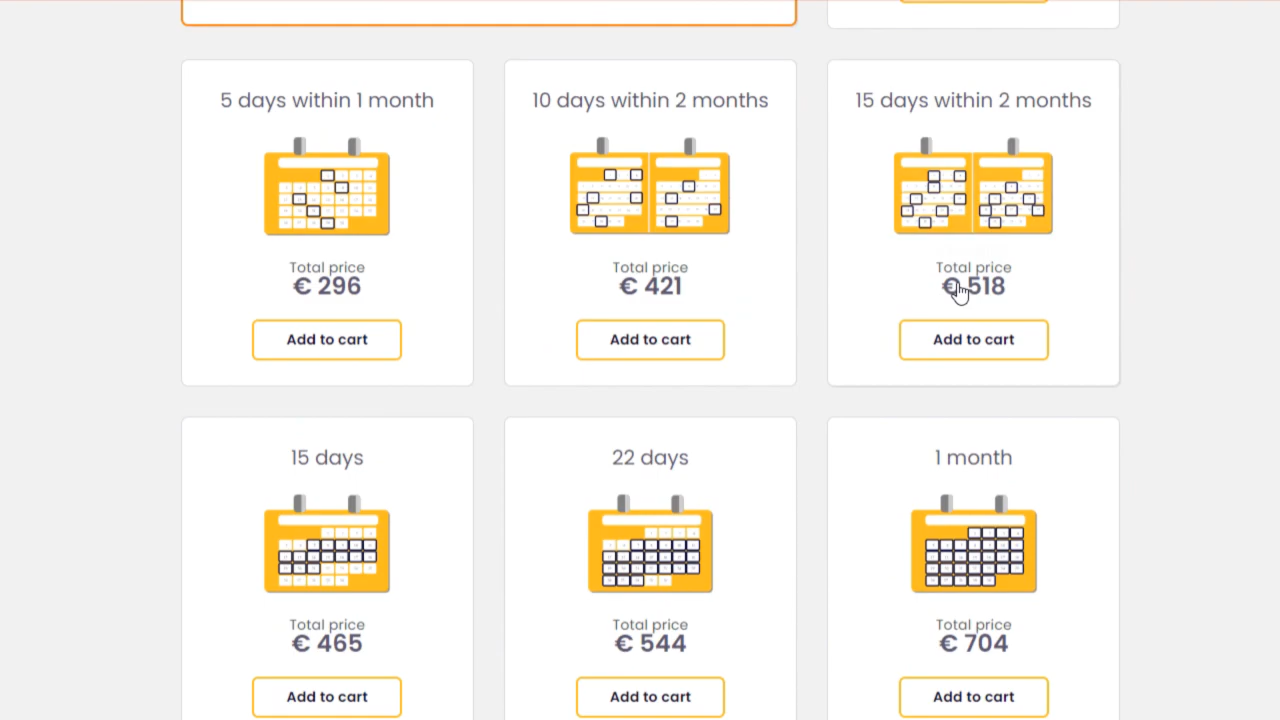 5 days within 1 month
10 days within 2 months
15 days within 2 months
Total price
€ 296
Total price
€ 421
Total price
€ 518
Add to cart
Add to cart
Add to cart
15 days
22 days
1 month
Total price
€ 465
Total price
€ 544
Total price
€ 704
Add to cart
Add to cart
Add to cart